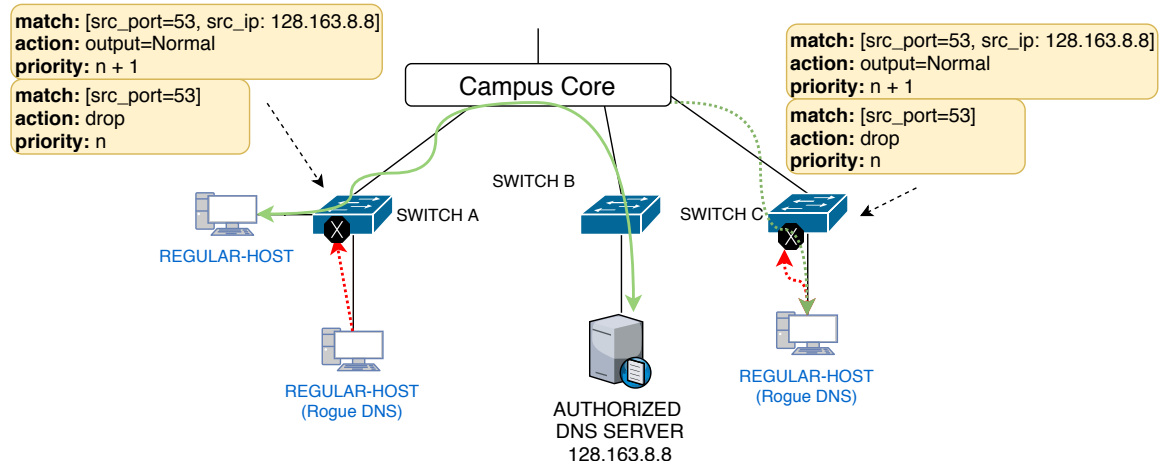 match: [src_port=53, src_ip: 128.163.8.8]
action: output=Normal
priority: n + 1
match: [src_port=53]
action: drop
priority: n
Campus Core
match: [src_port=53, src_ip: 128.163.8.8]
action: output=Normal
priority: n + 1
match: [src_port=53]
action: drop
priority: n
SWITCH A
SWITCH B
SWITCH C
X
X
REGULAR-HOST
REGULAR-HOST
(Rogue DNS)
AUTHORIZED
DNS SERVER
128.163.8.8
REGULAR-HOST
(Rogue DNS)